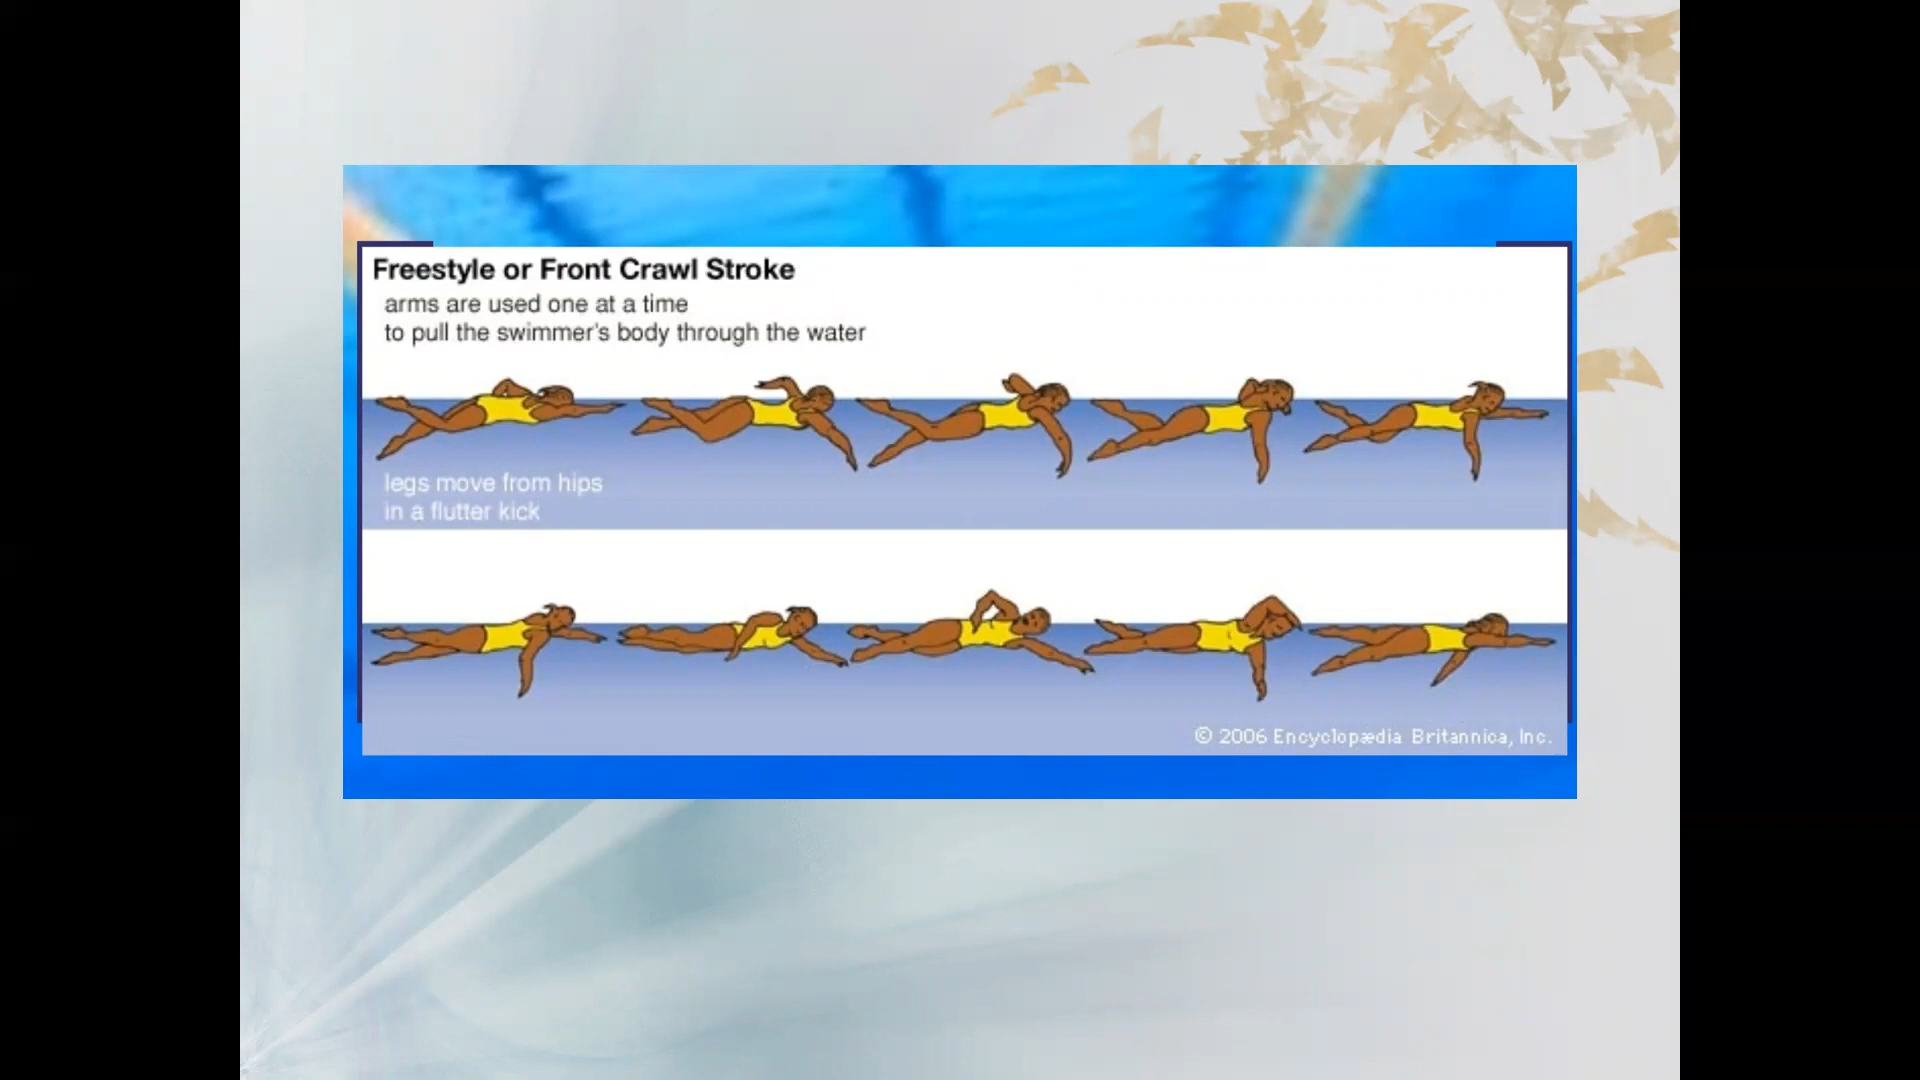 Freestyle or Front Crawl Stroke
arms are used one at a time
to pull the swimmer's body through the water
legs move from hips
in a flutter kick
© 2006 Encyclopædia Britannica, Inc.